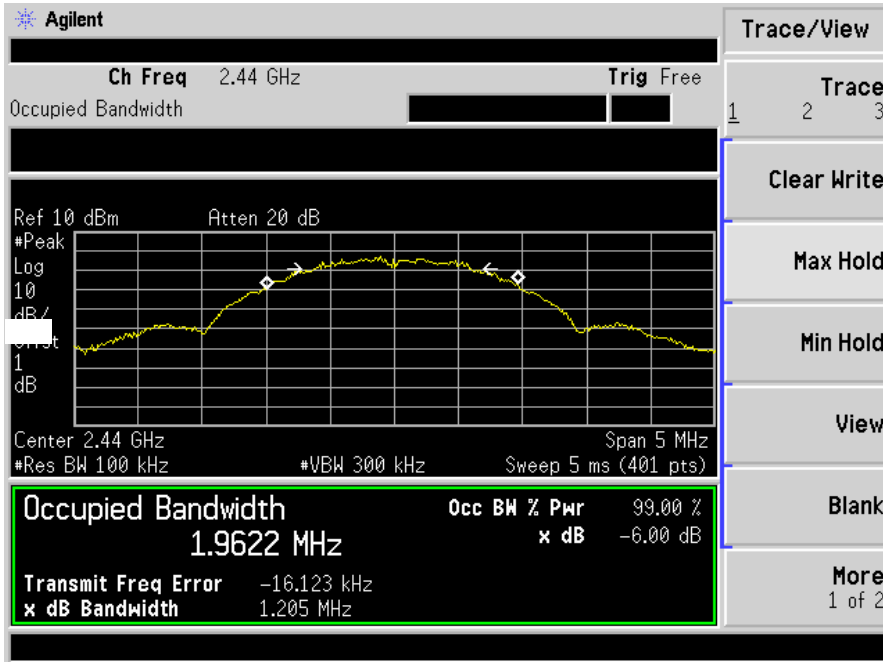 Agilent
Trace/View
Ch Freq 2.44 GHz Trig Free
Occupied Bandwidth
Trace
1 2 3
Clear Write
Max Hold
Min Hold
View
Blank
More
1 of 2
Ref 10 dBm Atten 20 dB
#Peak
Log
10
dB/
1
dB
Center 2.44 GHz Span 5 MHz
#Res BW 100 kHz #VBW 300 kHz Sweep 5 ms (401 pts)
Occupied Bandwidth
1.9622 MHz
Occ BW % Pwr 99.00 %
x dB -6.00 dB
Transmit Freq Error -16.123 kHz
x dB Bandwidth 1.205 MHz